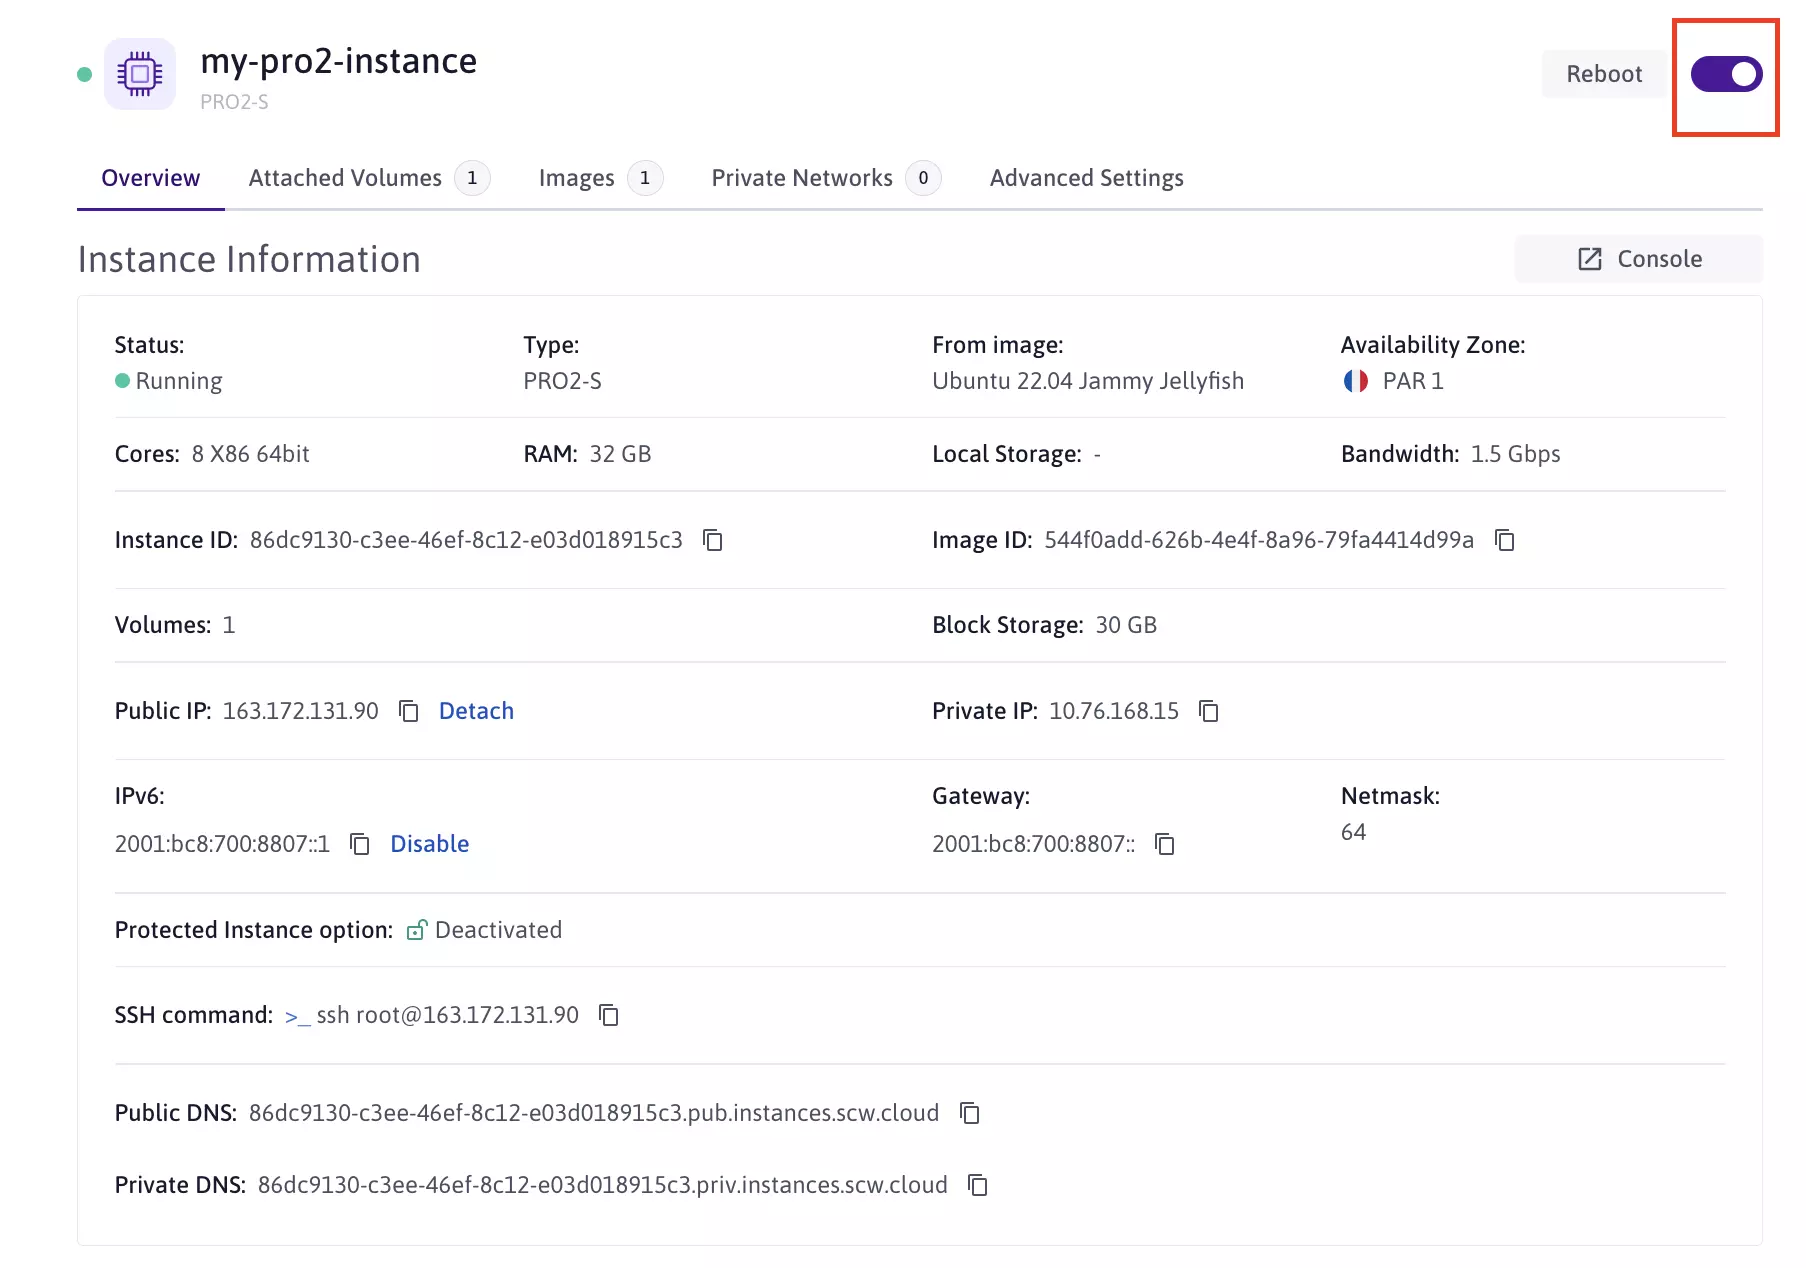 my-pro2-instance
PRO2-S
Reboot
Overview Attached Volumes 1 Images 1 Private Networks 0 Advanced Settings
Instance Information
Console
Status: Type: From image: Availability Zone:
Running PRO2-S Ubuntu 22.04 Jammy Jellyfish PAR 1
Cores: 8 X86 64bit RAM: 32 GB Local Storage: - Bandwidth: 1.5 Gbps
Instance ID: 86dc9130-c3ee-46ef-8c12-e03d018915c3 Image ID: 544f0add-626b-4e4f-8a96-79fa4414d99a
Volumes: 1 Block Storage: 30 GB
Public IP: 163.172.131.90 Detach Private IP: 10.76.168.15
IPv6: Gateway: Netmask:
2001:bc8:700:8807::1 Disable 2001:bc8:700:8807:: 64
Protected Instance option: Deactivated
SSH command: >_ ssh root@163.172.131.90
Public DNS: 86dc9130-c3ee-46ef-8c12-e03d018915c3.pub.instances.scw.cloud
Private DNS: 86dc9130-c3ee-46ef-8c12-e03d018915c3.priv.instances.scw.cloud